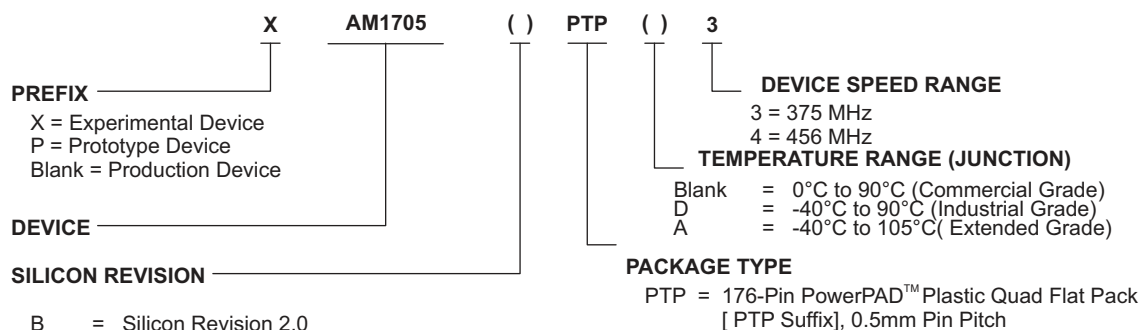 X AM1705 ( ) PTP ( ) 3
PREFIX
X = Experimental Device
P = Prototype Device
Blank = Production Device
DEVICE
SILICON REVISION
B = Silicon Revision 2.0
DEVICE SPEED RANGE
3 = 375 MHz
4 = 456 MHz
TEMPERATURE RANGE (JUNCTION)
Blank = 0°C to 90°C (Commercial Grade)
D = -40°C to 90°C (Industrial Grade)
A = -40°C to 105°C( Extended Grade)
PACKAGE TYPE
PTP = 176-Pin PowerPAD™ Plastic Quad Flat Pack
[ PTP Suffix], 0.5mm Pin Pitch